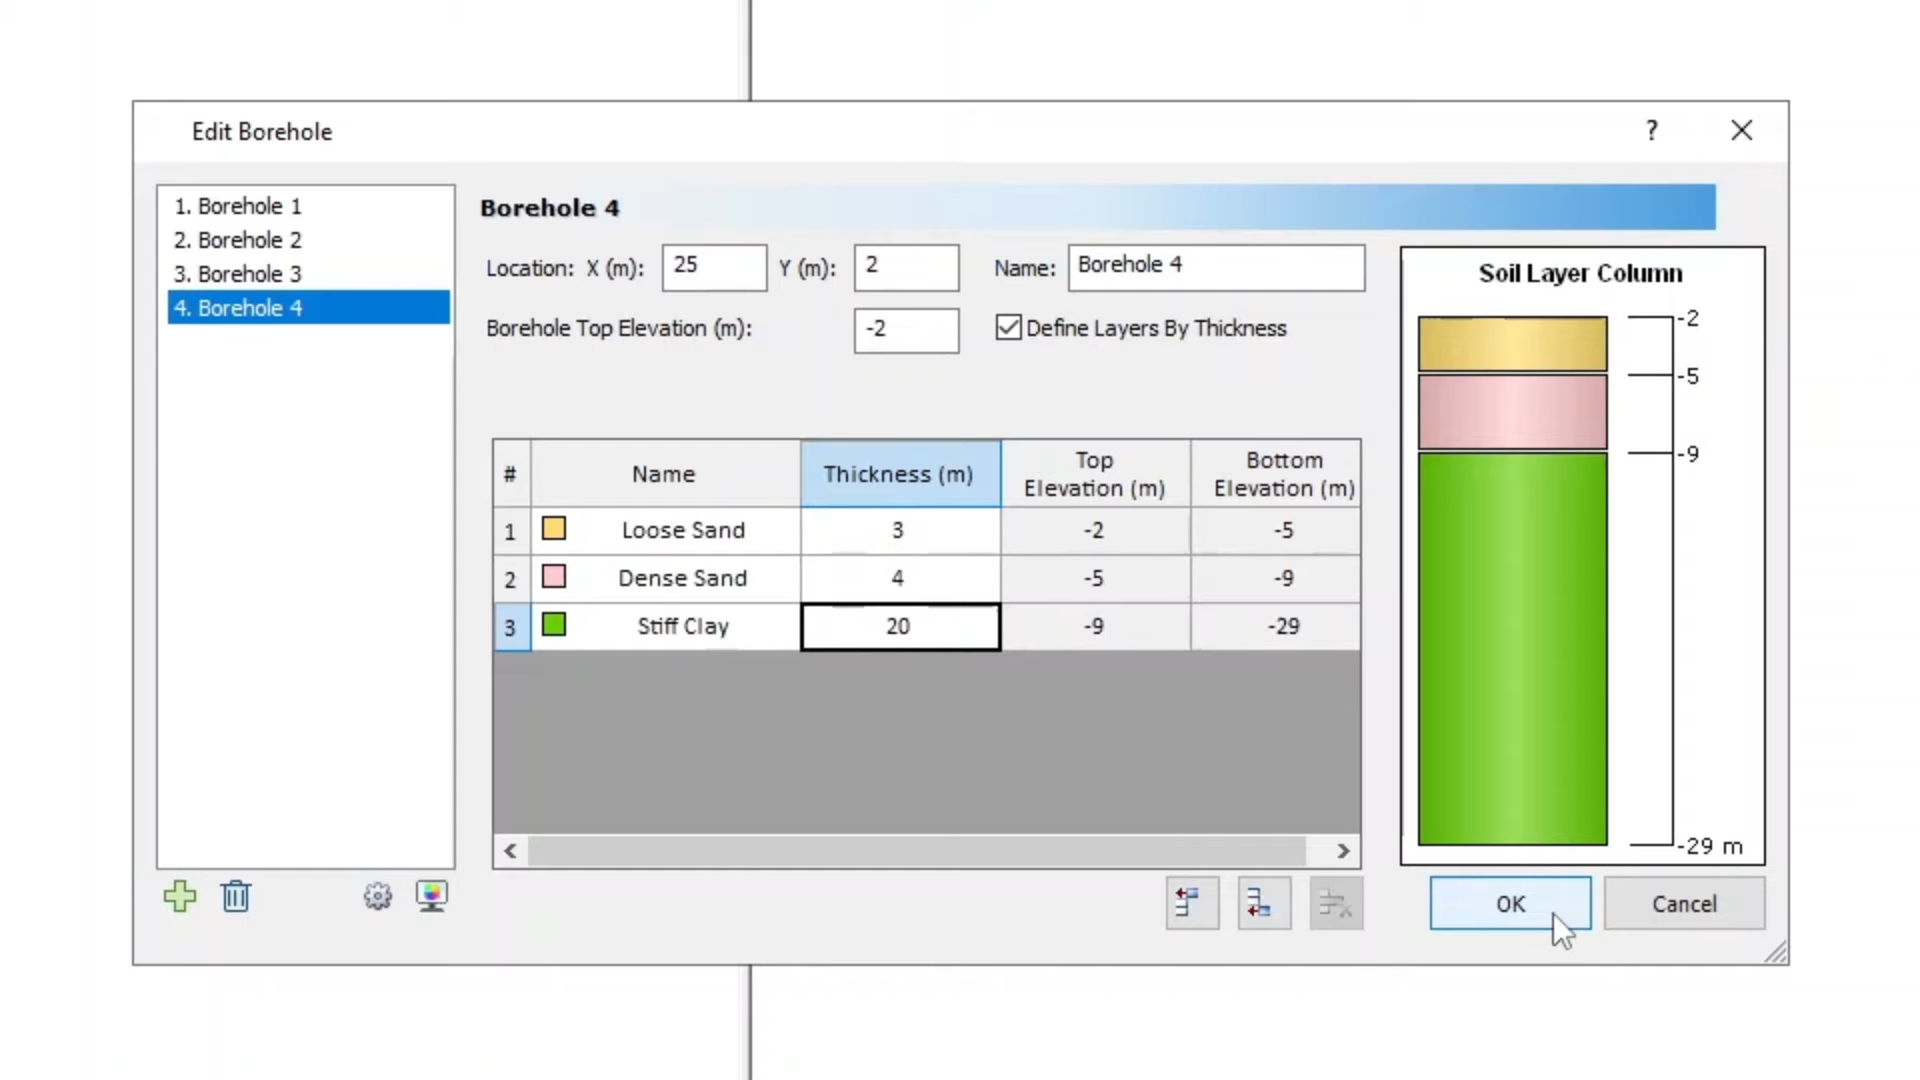 Edit Borehole
?
1. Borehole 1
2. Borehole 2
3. Borehole 3
4. Borehole 4
Borehole 4
Location: X (m): 25 Y (m): 2 Name: Borehole 4
Borehole Top Elevation (m): -2 Define Layers By Thickness
# Name Thickness (m) Top Elevation (m) Bottom Elevation (m)
1 Loose Sand 3 -2 -5
2 Dense Sand 4 -5 -9
3 Stiff Clay 20 -9 -29
Soil Layer Column
-2
-5
-9
-29 m
OK Cancel